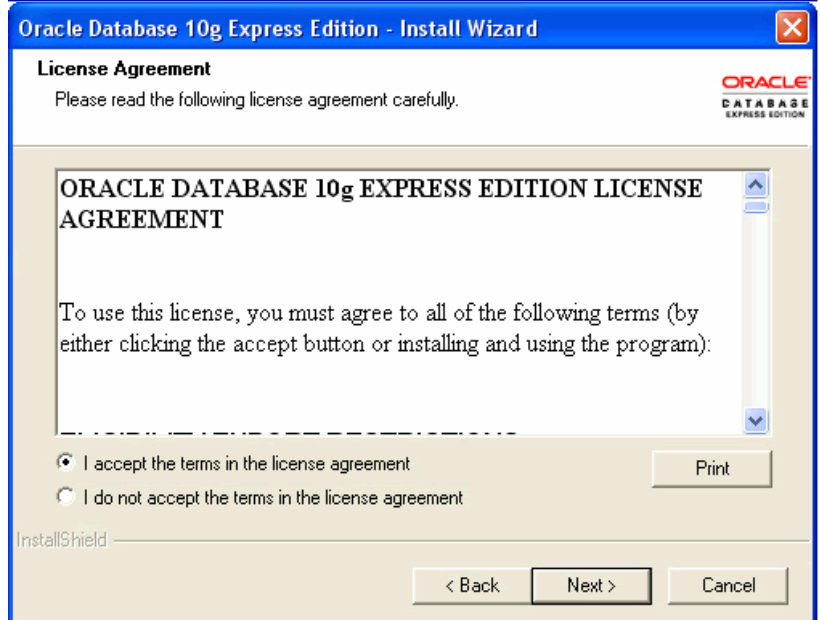 Oracle Database 10g Express Edition - Install Wizard
License Agreement
Please read the following license agreement carefully.
ORACLE
DATABASE
EXPRESS EDITION
ORACLE DATABASE 10g EXPRESS EDITION LICENSE
AGREEMENT
To use this license, you must agree to all of the following terms (by
either clicking the accept button or installing and using the program):
I accept the terms in the license agreement
Print
I do not accept the terms in the license agreement
InstallShield
< Back
Next >
Cancel